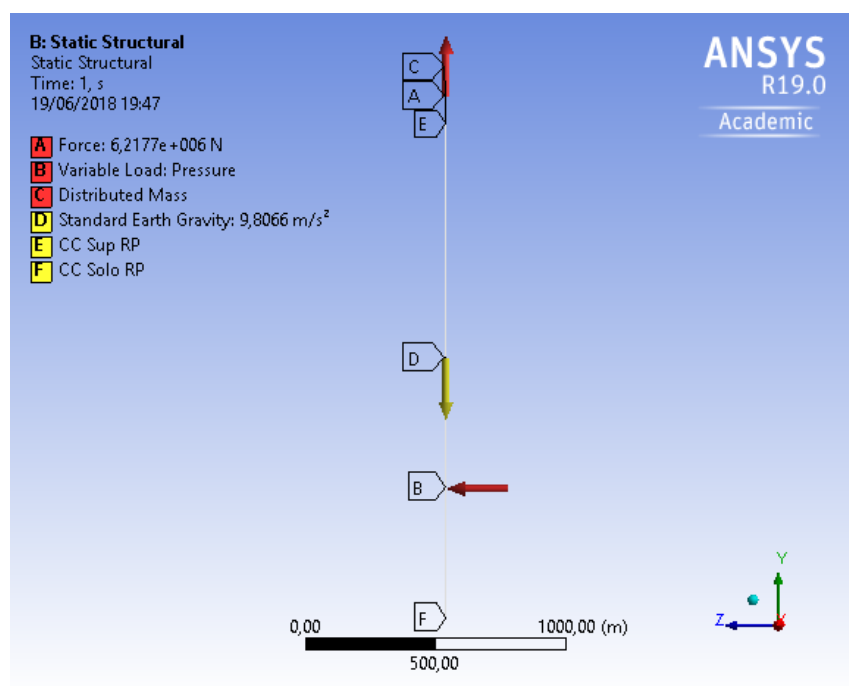 B: Static Structural
Static Structural
Time: 1, s
19/06/2018 19:47
A Force: 6,2177e+006 N
B Variable Load: Pressure
C Distributed Mass
D Standard Earth Gravity: 9,8066 m/s²
E CC Sup RP
F CC Solo RP
ANSYS
R19.0
Academic
C
A
E
D
B
F
0,00
1000,00 (m)
500,00
Y
Z
X